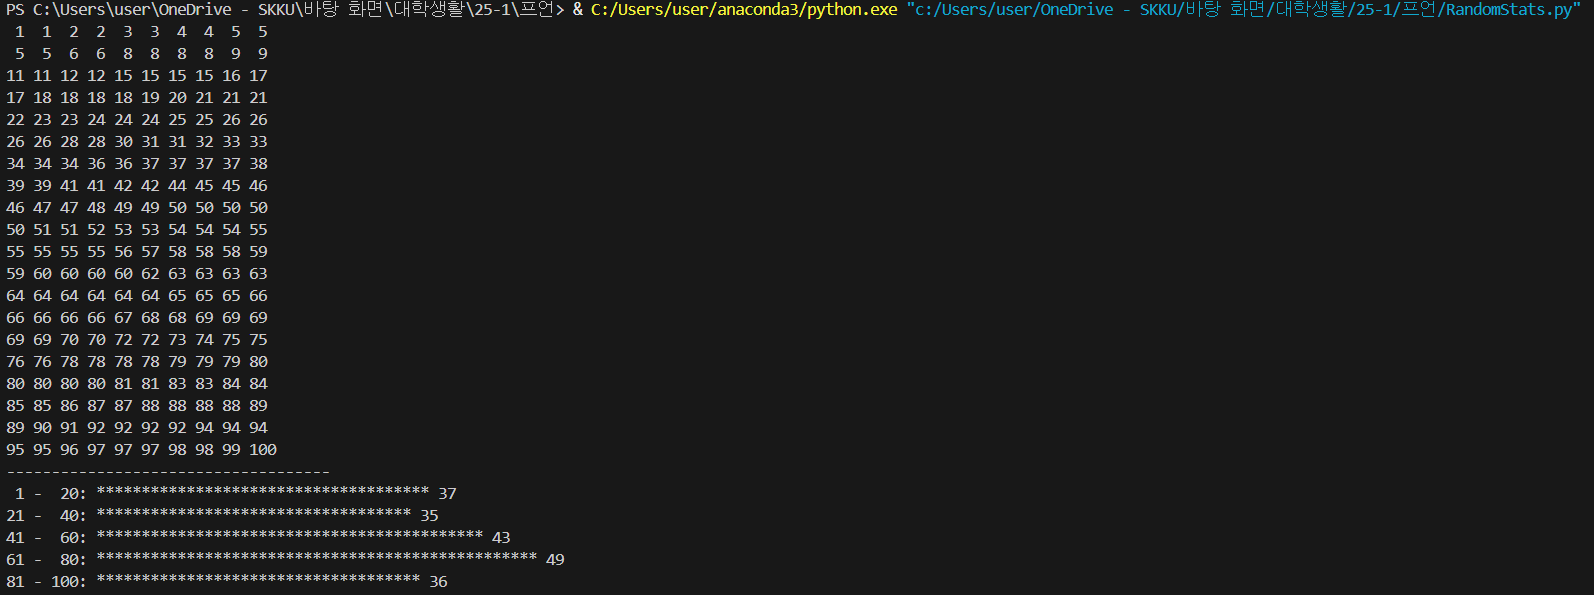 PS C:\Users\user\OneDrive - SKKU\바탕 화면\대학생활\25-1\프언> & C:/Users/user/anaconda3/python.exe "c:/Users/user/OneDrive - SKKU/바탕 화면/대학생활/25-1/프언/RandomStats.py"
 1  1  2  2  3  3  4  4  5  5
 5  5  6  6  8  8  8  8  9  9
11 11 12 12 15 15 15 15 16 17
17 18 18 18 18 19 20 21 21 21
22 23 23 24 24 24 25 25 26 26
26 26 28 28 30 31 31 32 33 33
34 34 34 36 36 37 37 37 37 38
39 39 41 41 42 42 44 45 45 46
46 47 47 48 49 49 50 50 50 50
50 51 51 52 53 53 54 54 54 55
55 55 55 55 56 57 58 58 58 59
59 60 60 60 60 62 63 63 63 63
64 64 64 64 64 64 65 65 65 66
66 66 66 66 67 68 68 69 69 69
69 69 70 70 72 72 73 74 75 75
76 76 78 78 78 78 79 79 79 80
80 80 80 80 81 81 83 83 84 84
85 85 86 87 87 88 88 88 88 89
89 90 91 92 92 92 92 94 94 94
95 95 96 97 97 97 98 98 99 100
------------------------------------
 1 -  20: ************************************* 37
21 -  40: *********************************** 35
41 -  60: ******************************************* 43
61 -  80: ************************************************* 49
81 - 100: ************************************ 36